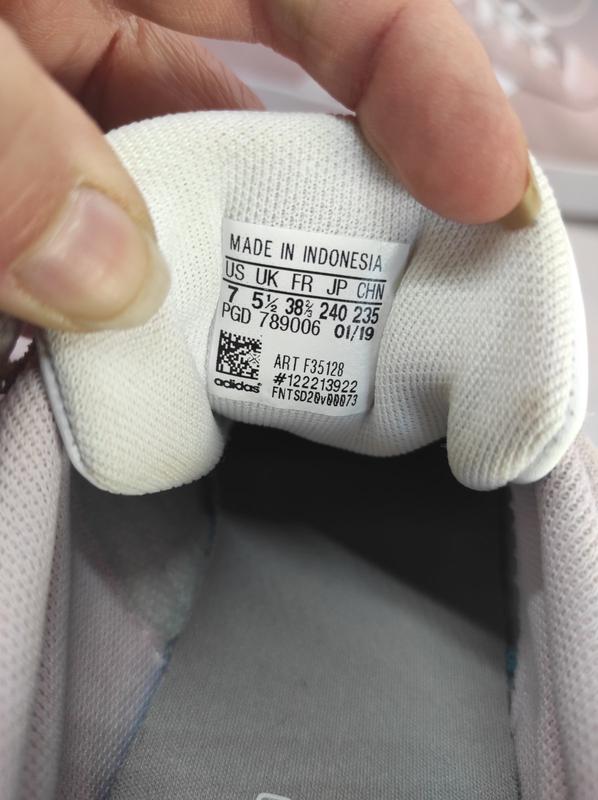 MADE IN INDONESIA
US UK FR JP CHN
7 5½ 38⅔ 240 235
PGD 789006 01/19
ART F35128
#122213922
adidas FNTSD20v00073